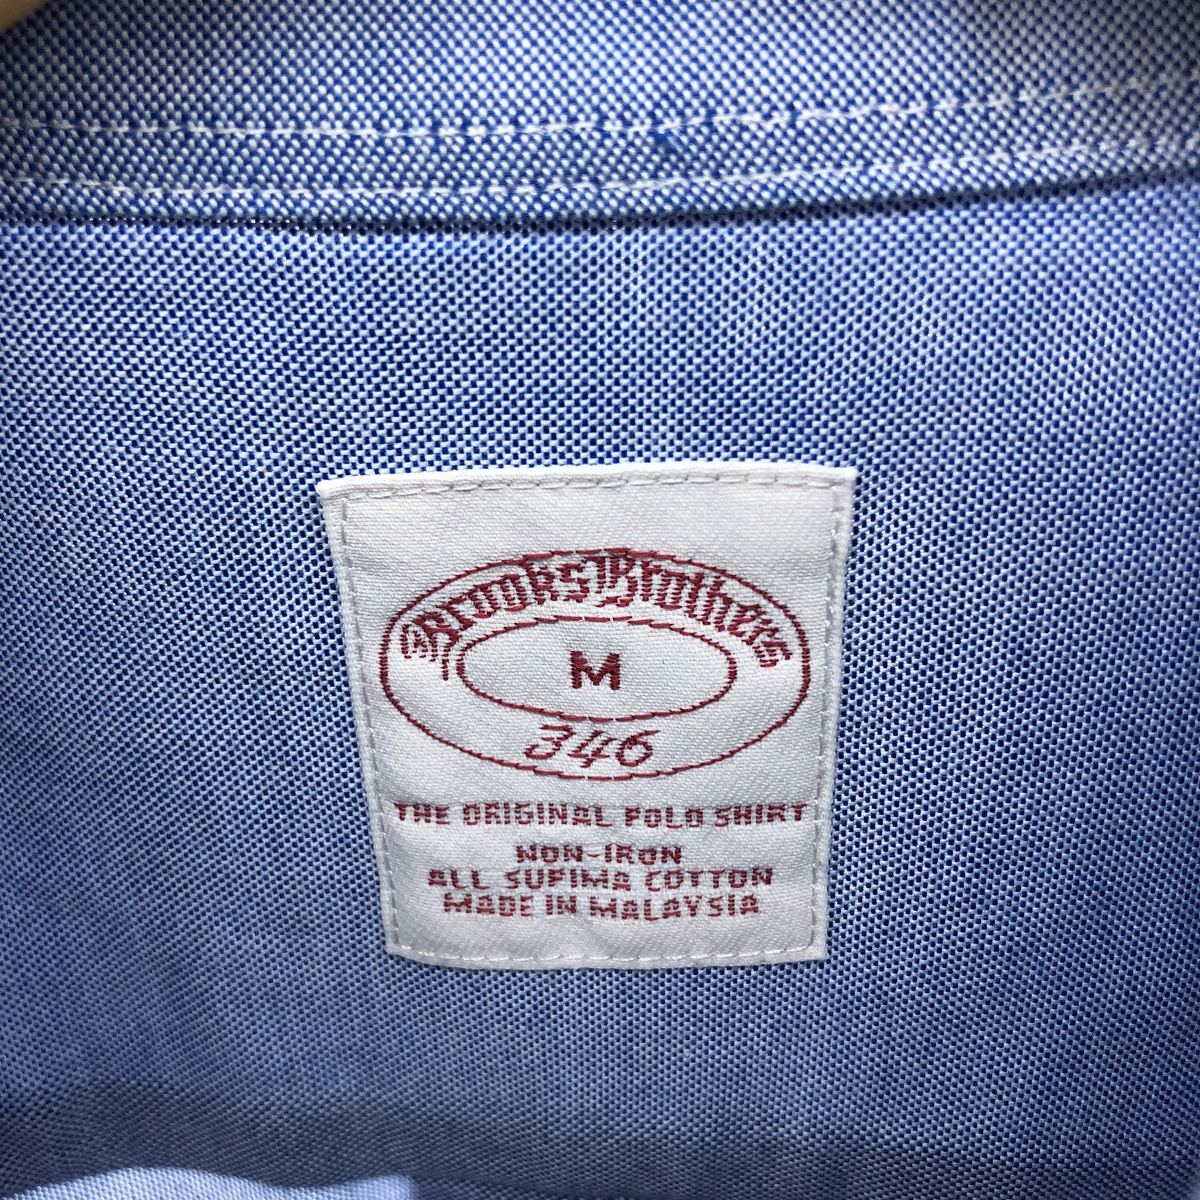 Brooks Brothers
M
346
THE ORIGINAL POLO SHIRT
NON-IRON
ALL SUPIMA COTTON
MADE IN MALAYSIA